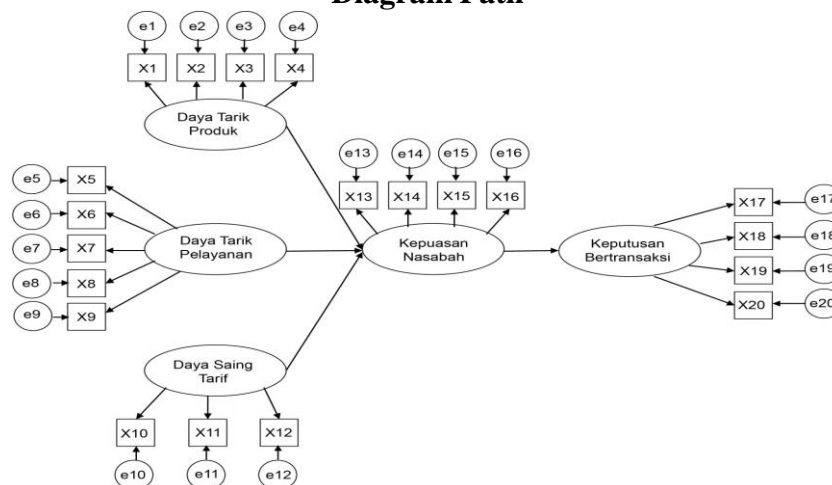 Diagram Path
e1 e2 e3 e4
X1 X2 X3 X4
Daya Tarik
Produk
e13 e14 e15 e16
X13 X14 X15 X16
e5 X5
e6 X6
e7 X7
e8 X8
e9 X9
Daya Tarik
Pelayanan
Kepuasan
Nasabah
Keputusan
Bertransaksi
X17 e17
X18 e18
X19 e19
X20 e20
Daya Saing
Tarif
X10 X11 X12
e10 e11 e12